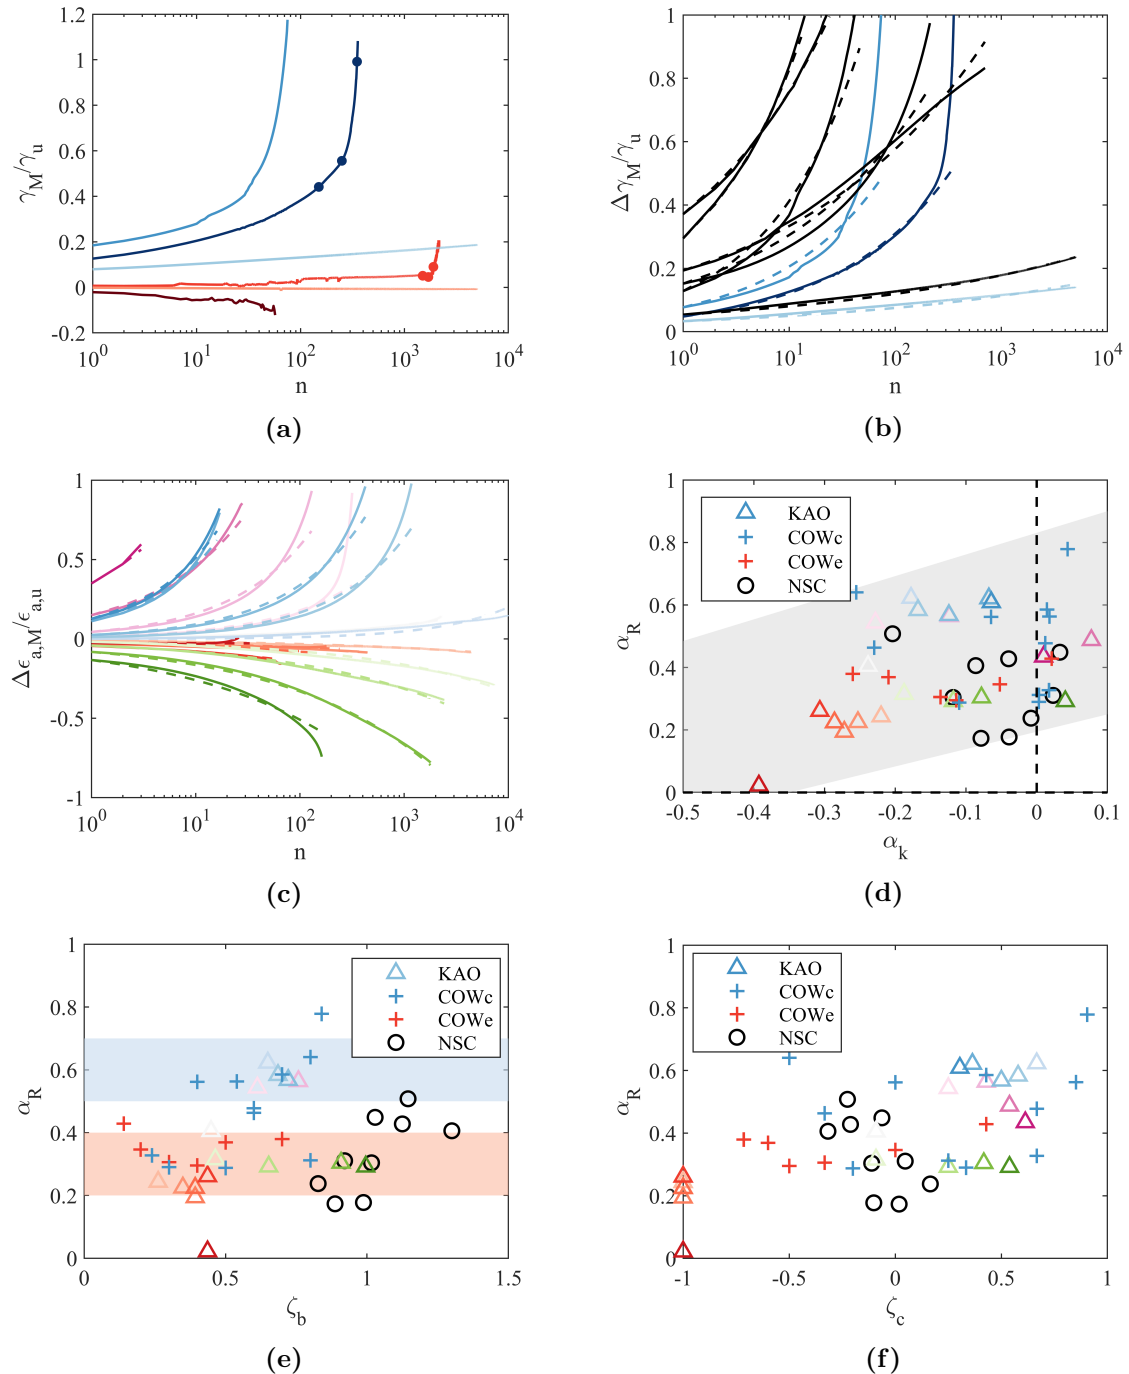 1.2
1
0.8
0.6
0.4
0.2
0
-0.2
γ_M/γ_u
10^0 10^1 10^2 10^3 10^4
n
(a)
1
0.8
0.6
0.4
0.2
0
Δγ_M/γ_u
10^0 10^1 10^2 10^3 10^4
n
(b)
1
0.5
0
-0.5
-1
Δϵ_a,M/ϵ_a,u
10^0 10^1 10^2 10^3 10^4
n
(c)
1
0.8
0.6
0.4
0.2
0
α_R
KAO
COWc
COWe
NSC
-0.5 -0.4 -0.3 -0.2 -0.1 0 0.1
α_k
(d)
1
0.8
0.6
0.4
0.2
0
α_R
KAO
COWc
COWe
NSC
0 0.5 1 1.5
ζ_b
(e)
1
0.8
0.6
0.4
0.2
0
α_R
KAO
COWc
COWe
NSC
-1 -0.5 0 0.5 1
ζ_c
(f)